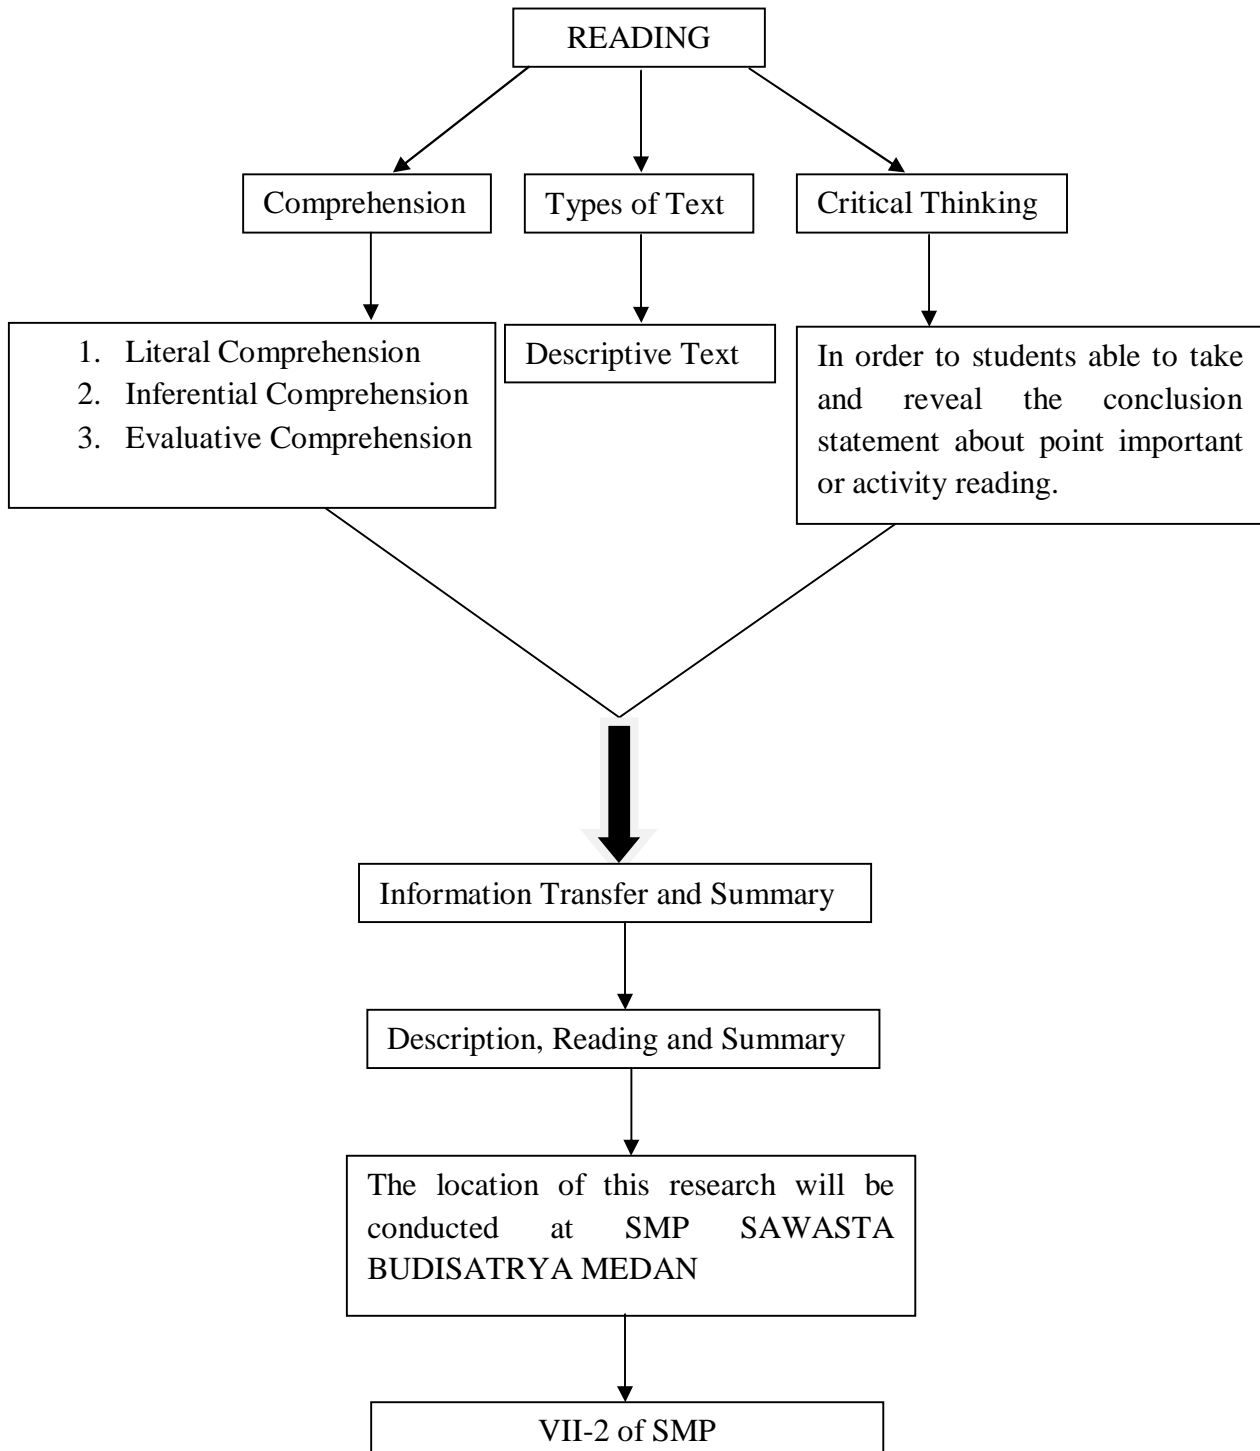 READING
Comprehension
Types of Text
Critical Thinking
1. Literal Comprehension
2. Inferential Comprehension
3. Evaluative Comprehension
Descriptive Text
In order to students able to take
and reveal the conclusion
statement about point important
or activity reading.
Information Transfer and Summary
Description, Reading and Summary
The location of this research will be
conducted at SMP SAWASTA
BUDISATRYA MEDAN
VII-2 of SMP